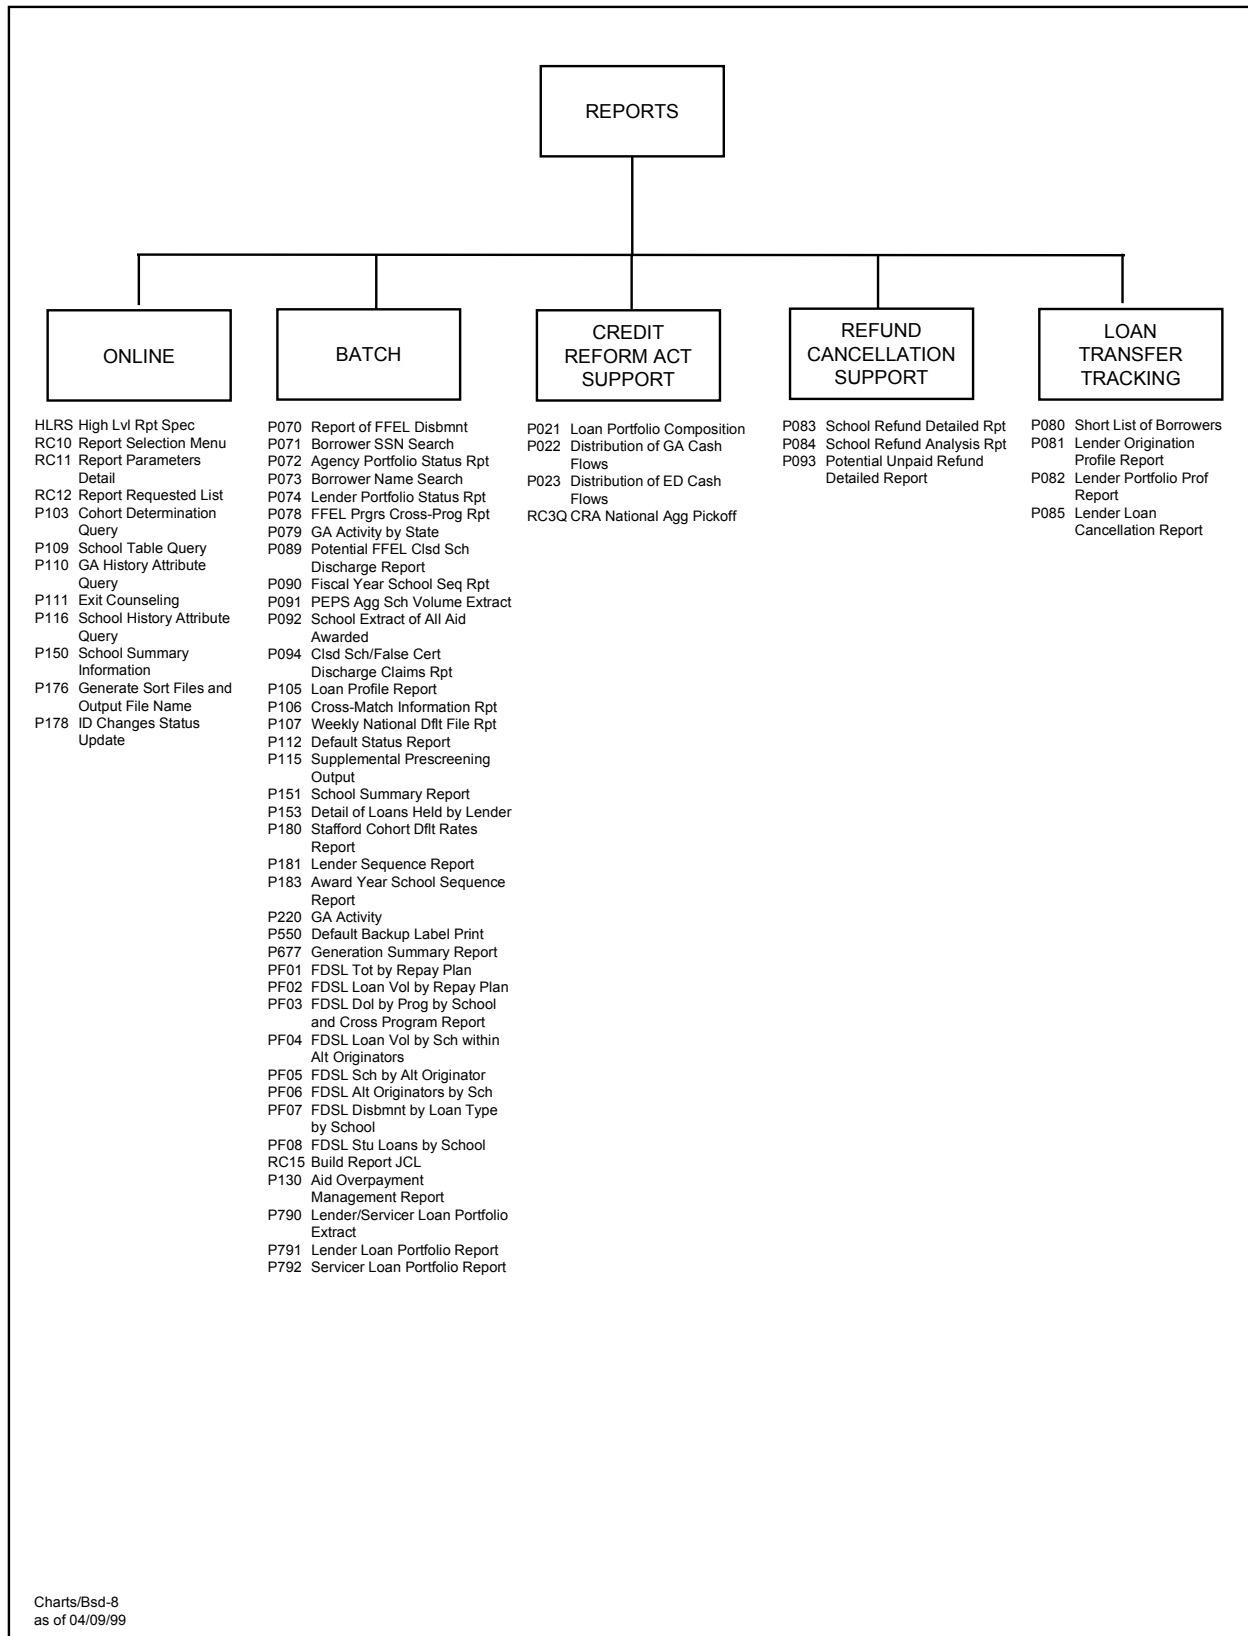 REPORTS
ONLINE
HLRS High Lvl Rpt Spec
RC10 Report Selection Menu
RC11 Report Parameters
Detail
RC12 Report Requested List
P103 Cohort Determination
Query
P109 School Table Query
P110 GA History Attribute
Query
P111 Exit Counseling
P116 School History Attribute
Query
P150 School Summary
Information
P176 Generate Sort Files and
Output File Name
P178 ID Changes Status
Update
BATCH
P070 Report of FFEL Disbmnt
P071 Borrower SSN Search
P072 Agency Portfolio Status Rpt
P073 Borrower Name Search
P074 Lender Portfolio Status Rpt
P078 FFEL Prgrs Cross-Prog Rpt
P079 GA Activity by State
P089 Potential FFEL Clsd Sch
Discharge Report
P090 Fiscal Year School Seq Rpt
P091 PEPS Agg Sch Volume Extract
P092 School Extract of All Aid
Awarded
P094 Clsd Sch/False Cert
Discharge Claims Rpt
P105 Loan Profile Report
P106 Cross-Match Information Rpt
P107 Weekly National Dflt File Rpt
P112 Default Status Report
P115 Supplemental Prescreening
Output
P151 School Summary Report
P153 Detail of Loans Held by Lender
P180 Stafford Cohort Dflt Rates
Report
P181 Lender Sequence Report
P183 Award Year School Sequence
Report
P220 GA Activity
P550 Default Backup Label Print
P677 Generation Summary Report
PF01 FDSL Tot by Repay Plan
PF02 FDSL Loan Vol by Repay Plan
PF03 FDSL Dol by Prog by School
and Cross Program Report
PF04 FDSL Loan Vol by Sch within
Alt Originators
PF05 FDSL Sch by Alt Originator
PF06 FDSL Alt Originators by Sch
PF07 FDSL Disbmnt by Loan Type
by School
PF08 FDSL Stu Loans by School
RC15 Build Report JCL
P130 Aid Overpayment
Management Report
P790 Lender/Servicer Loan Portfolio
Extract
P791 Lender Loan Portfolio Report
P792 Servicer Loan Portfolio Report
CREDIT
REFORM ACT
SUPPORT
P021 Loan Portfolio Composition
P022 Distribution of GA Cash
Flows
P023 Distribution of ED Cash
Flows
RC3Q CRA National Agg Pickoff
REFUND
CANCELLATION
SUPPORT
P083 School Refund Detailed Rpt
P084 School Refund Analysis Rpt
P093 Potential Unpaid Refund
Detailed Report
LOAN
TRANSFER
TRACKING
P080 Short List of Borrowers
P081 Lender Origination
Profile Report
P082 Lender Portfolio Prof
Report
P085 Lender Loan
Cancellation Report
Charts/Bsd-8
as of 04/09/99